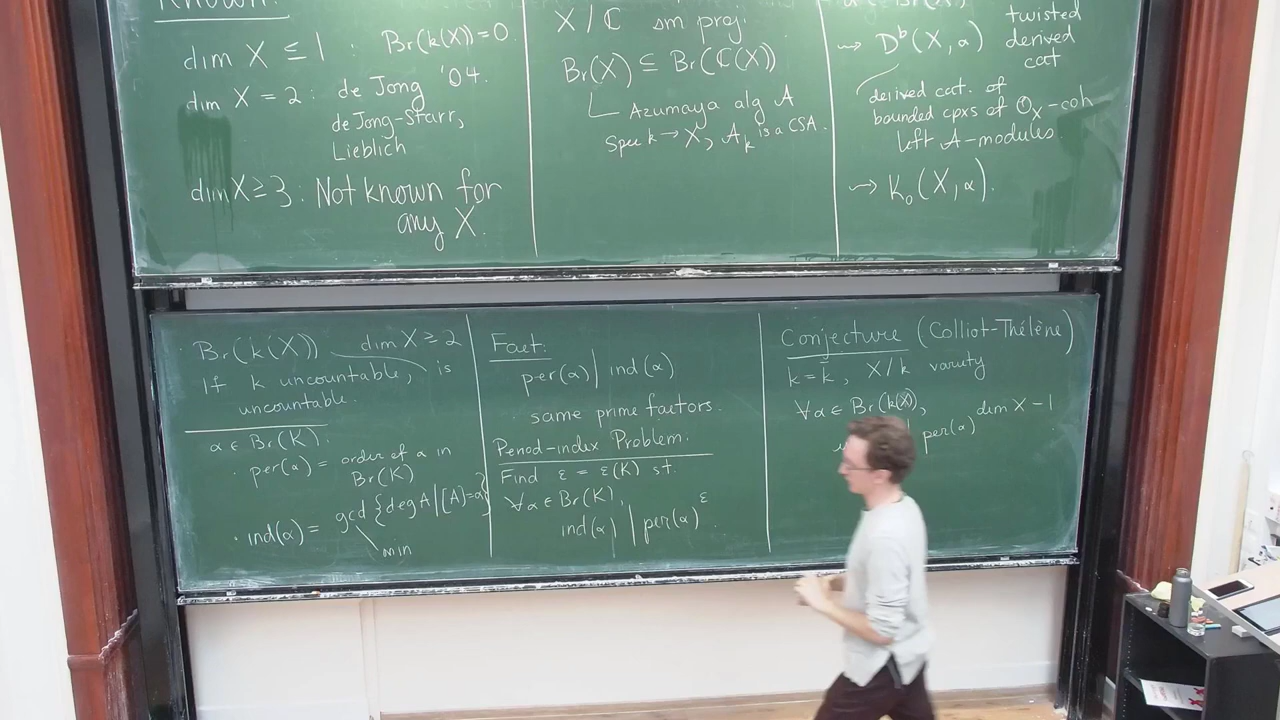 Known:
dim X ≤ 1 : Br(k(X))=0.
dim X = 2: de Jong '04.
de Jong-Starr,
Lieblich
dim X ≥ 3: Not known for
any X.
X / ℂ sm proj.
Br(X) ⊆ Br(ℂ(X))
Azumaya alg A
Spec k → X, A_k is a CSA.
α ∈ Br(X)
⇝ D^b(X,α) twisted
derived
cat
derived cat. of
bounded cpxs of O_X-coh
left A-modules.
⇝ K_0(X,α).
Br(k(X)) dim X ≥ 2
If k uncountable, is
uncountable.
α ∈ Br(K).
· per(α) = order of α in
Br(K)
· ind(α) = gcd {deg A | [A]=α}
min
Fact:
per(α) | ind(α)
same prime factors.
Period-index Problem:
Find ε = ε(K) st.
∀α ∈ Br(K),
ind(α) | per(α)^ε.
Conjecture (Colliot-Thélène)
k = k̄, X/k variety
∀α ∈ Br(k(X)),
per(α)^{dim X - 1}